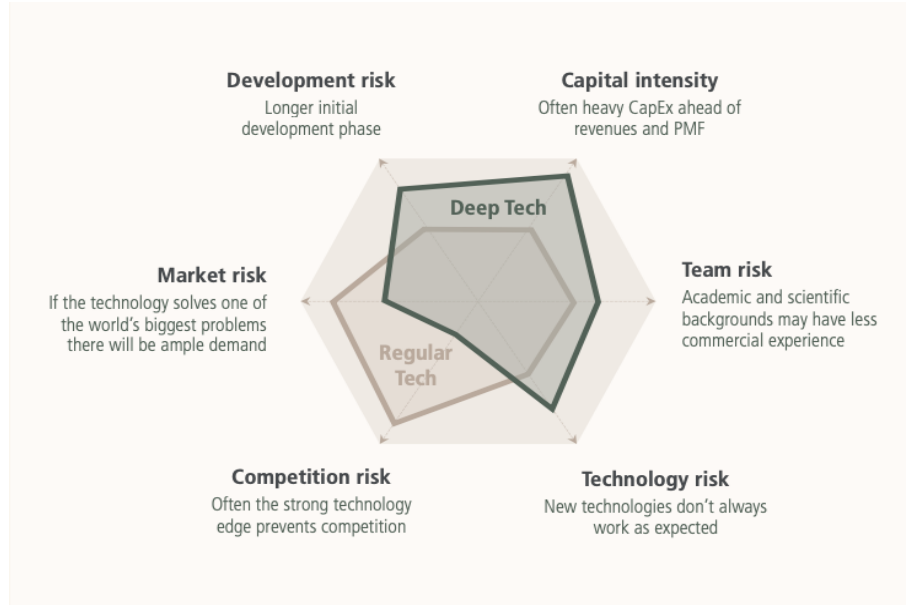 Development risk
Longer initial
development phase
Capital intensity
Often heavy CapEx ahead of
revenues and PMF
Deep Tech
Market risk
If the technology solves one of
the world’s biggest problems
there will be ample demand
Team risk
Academic and scientific
backgrounds may have less
commercial experience
Regular
Tech
Competition risk
Often the strong technology
edge prevents competition
Technology risk
New technologies don’t always
work as expected